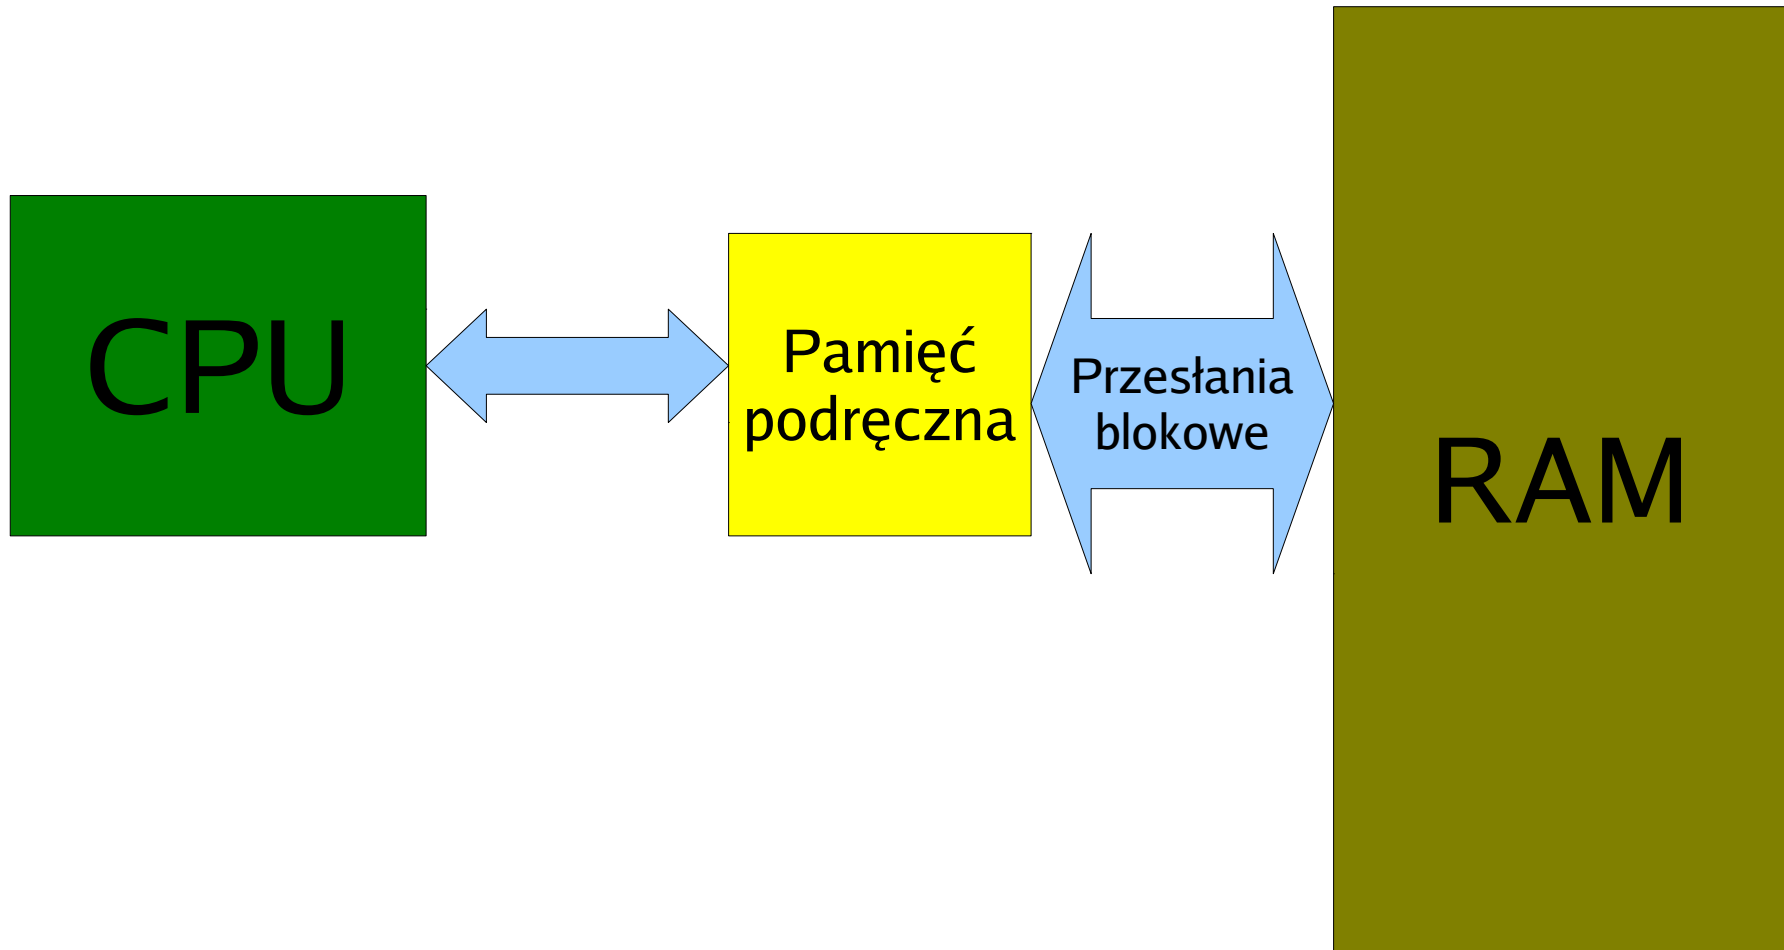 CPU
Pamięć
podręczna
Przesłania
blokowe
RAM